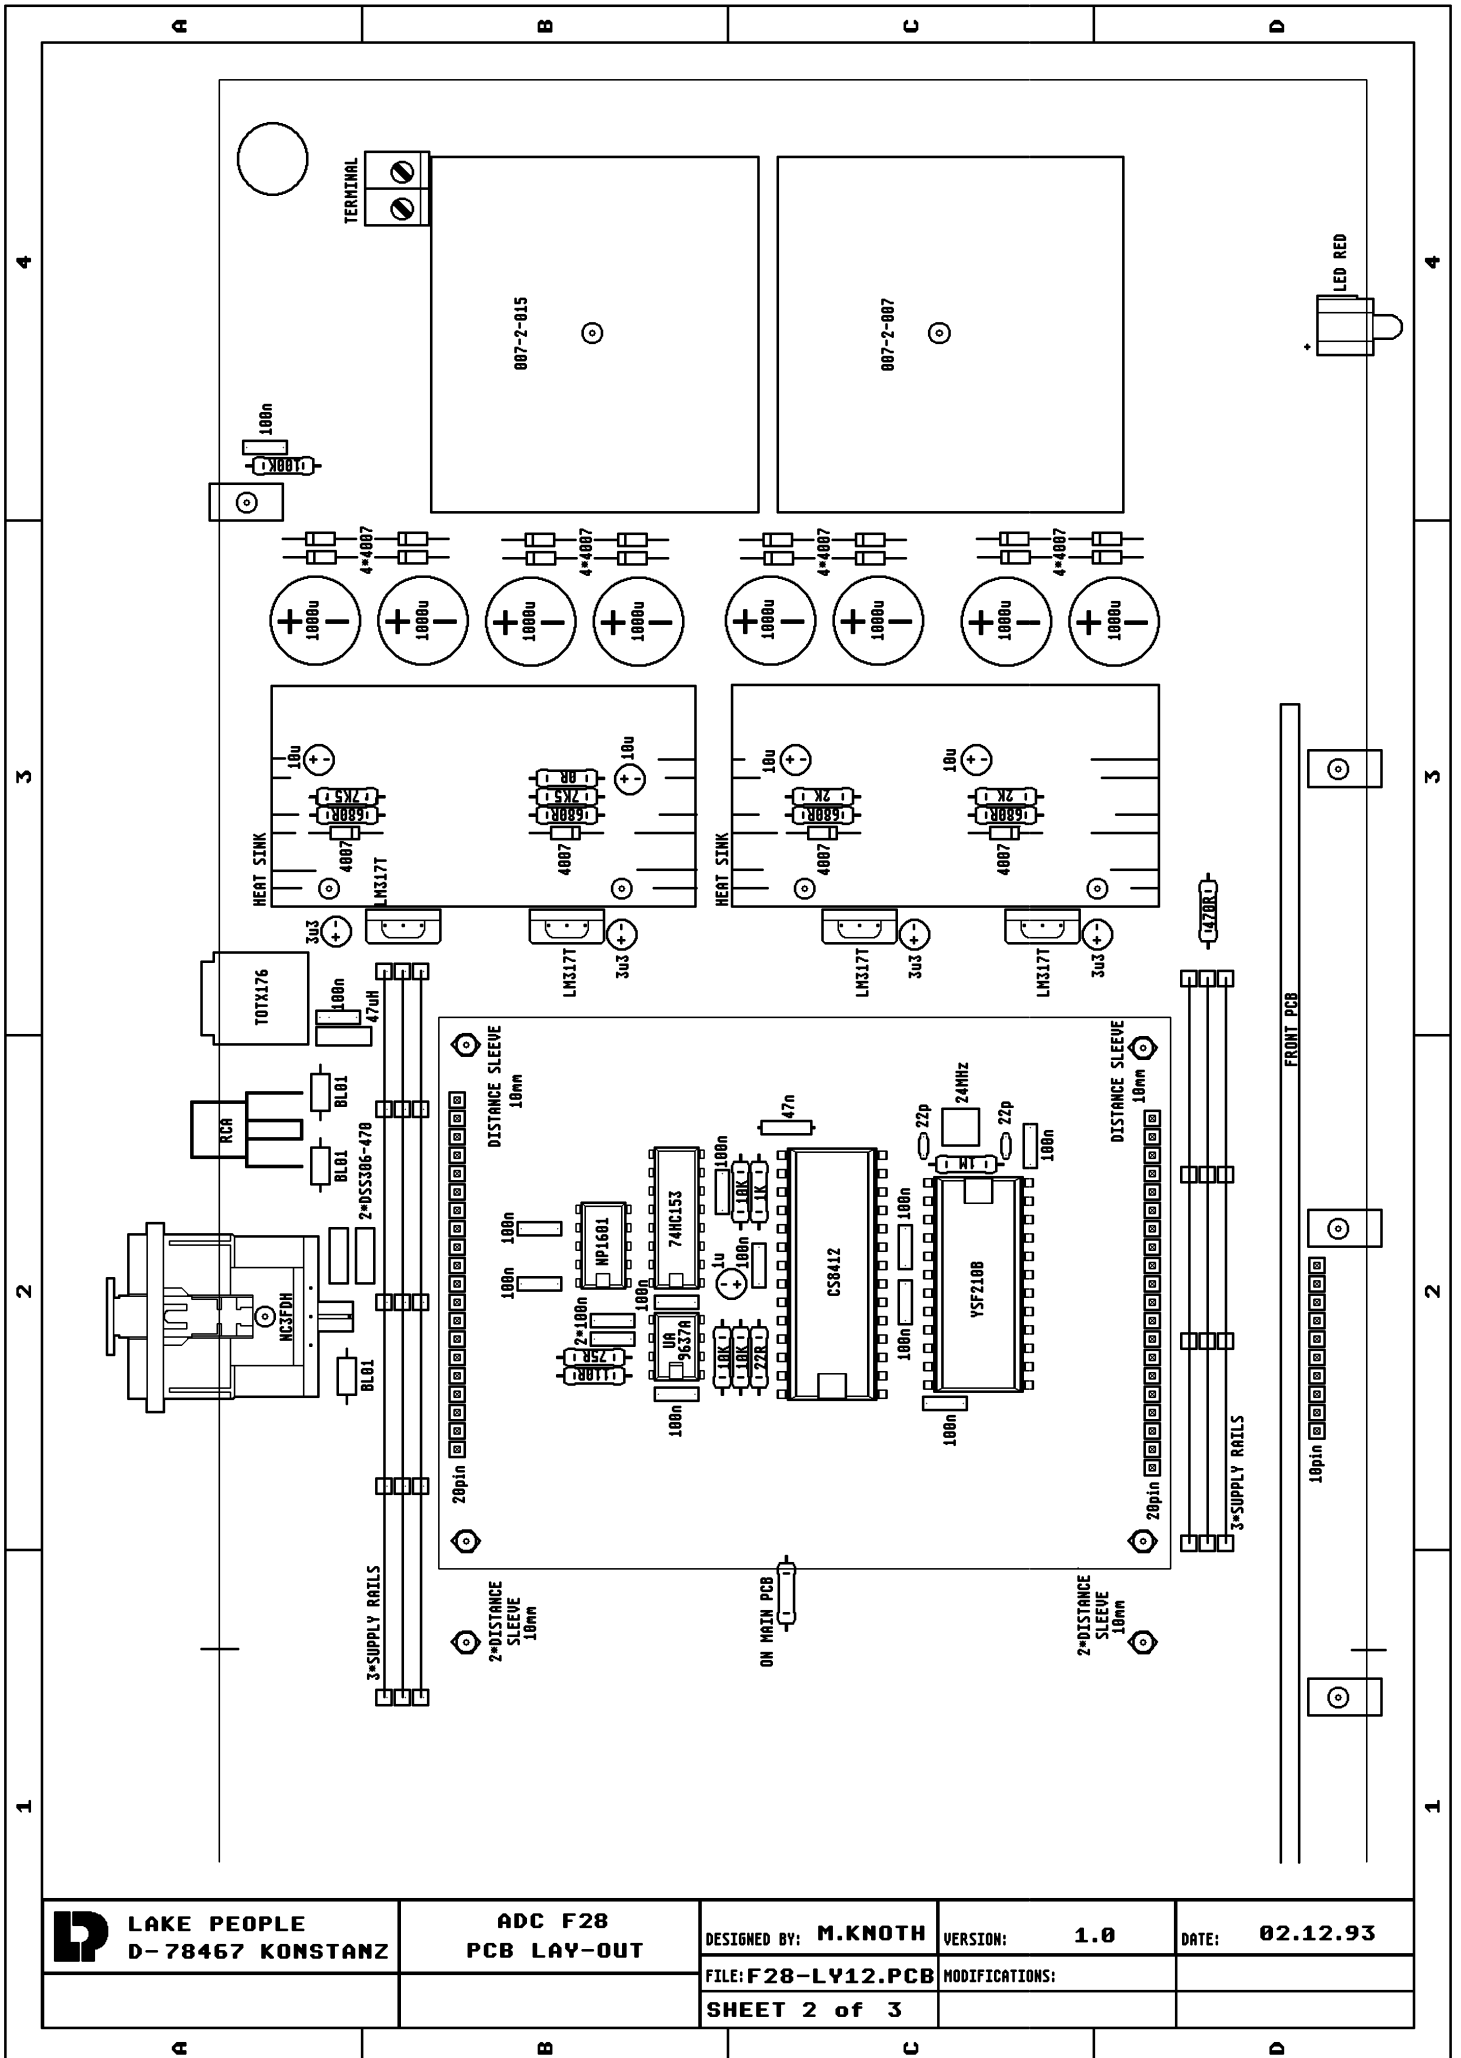 A
B
C
D
4
4
TERMINAL
007-2-015
007-2-007
LED RED
+
100n
100K
4*4007
4*4007
4*4007
4*4007
1000u
1000u
1000u
1000u
1000u
1000u
1000u
1000u
3
3
10u
10u
10u
10u
7K5
680R
0R
7K5
680R
2K
680R
2K
680R
4007
4007
4007
4007
HEAT SINK
HEAT SINK
LM317T
3u3
LM317T
3u3
LM317T
3u3
LM317T
3u3
470R
TOTX176
100n
47uH
FRONT PCB
DISTANCE SLEEVE
10mm
DISTANCE SLEEVE
10mm
RCA
BL01
BL01
2*DSS306-470
47n
22p
24MHz
22p
100n
1M
100n
10K
1K
74HC153
NP1601
100n
100n
100n
1u
100n
CS8412
100n
100n
YSF210B
2
2
NC3FDH
BL01
2*100n
75R
110R
UA
9637A
100n
10K
10K
22R
100n
100n
20pin
20pin
10pin
3*SUPPLY RAILS
3*SUPPLY RAILS
2*DISTANCE
SLEEVE
10mm
ON MAIN PCB
2*DISTANCE
SLEEVE
10mm
1
1
LAKE PEOPLE
D-78467 KONSTANZ
ADC F28
PCB LAY-OUT
DESIGNED BY: M.KNOTH
VERSION: 1.0
DATE: 02.12.93
FILE: F28-LY12.PCB
MODIFICATIONS:
SHEET 2 of 3
A
B
C
D